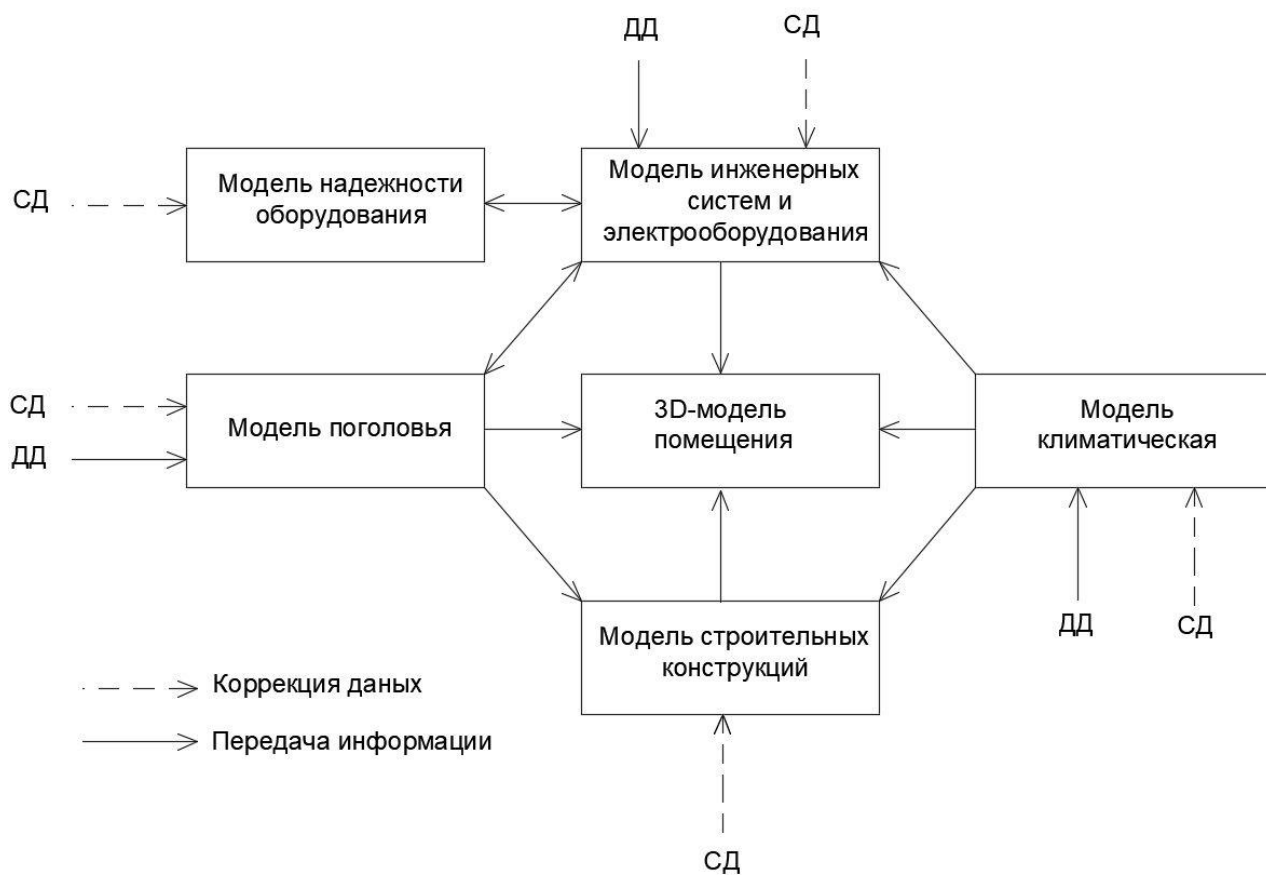 ДД
СД
Модель надежности
оборудования
Модель инженерных
систем и
электрооборудования
СД
СД
ДД
Модель поголовья
3D-модель
помещения
Модель
климатическая
Модель строительных
конструкций
ДД
СД
Коррекция даных
Передача информации
СД